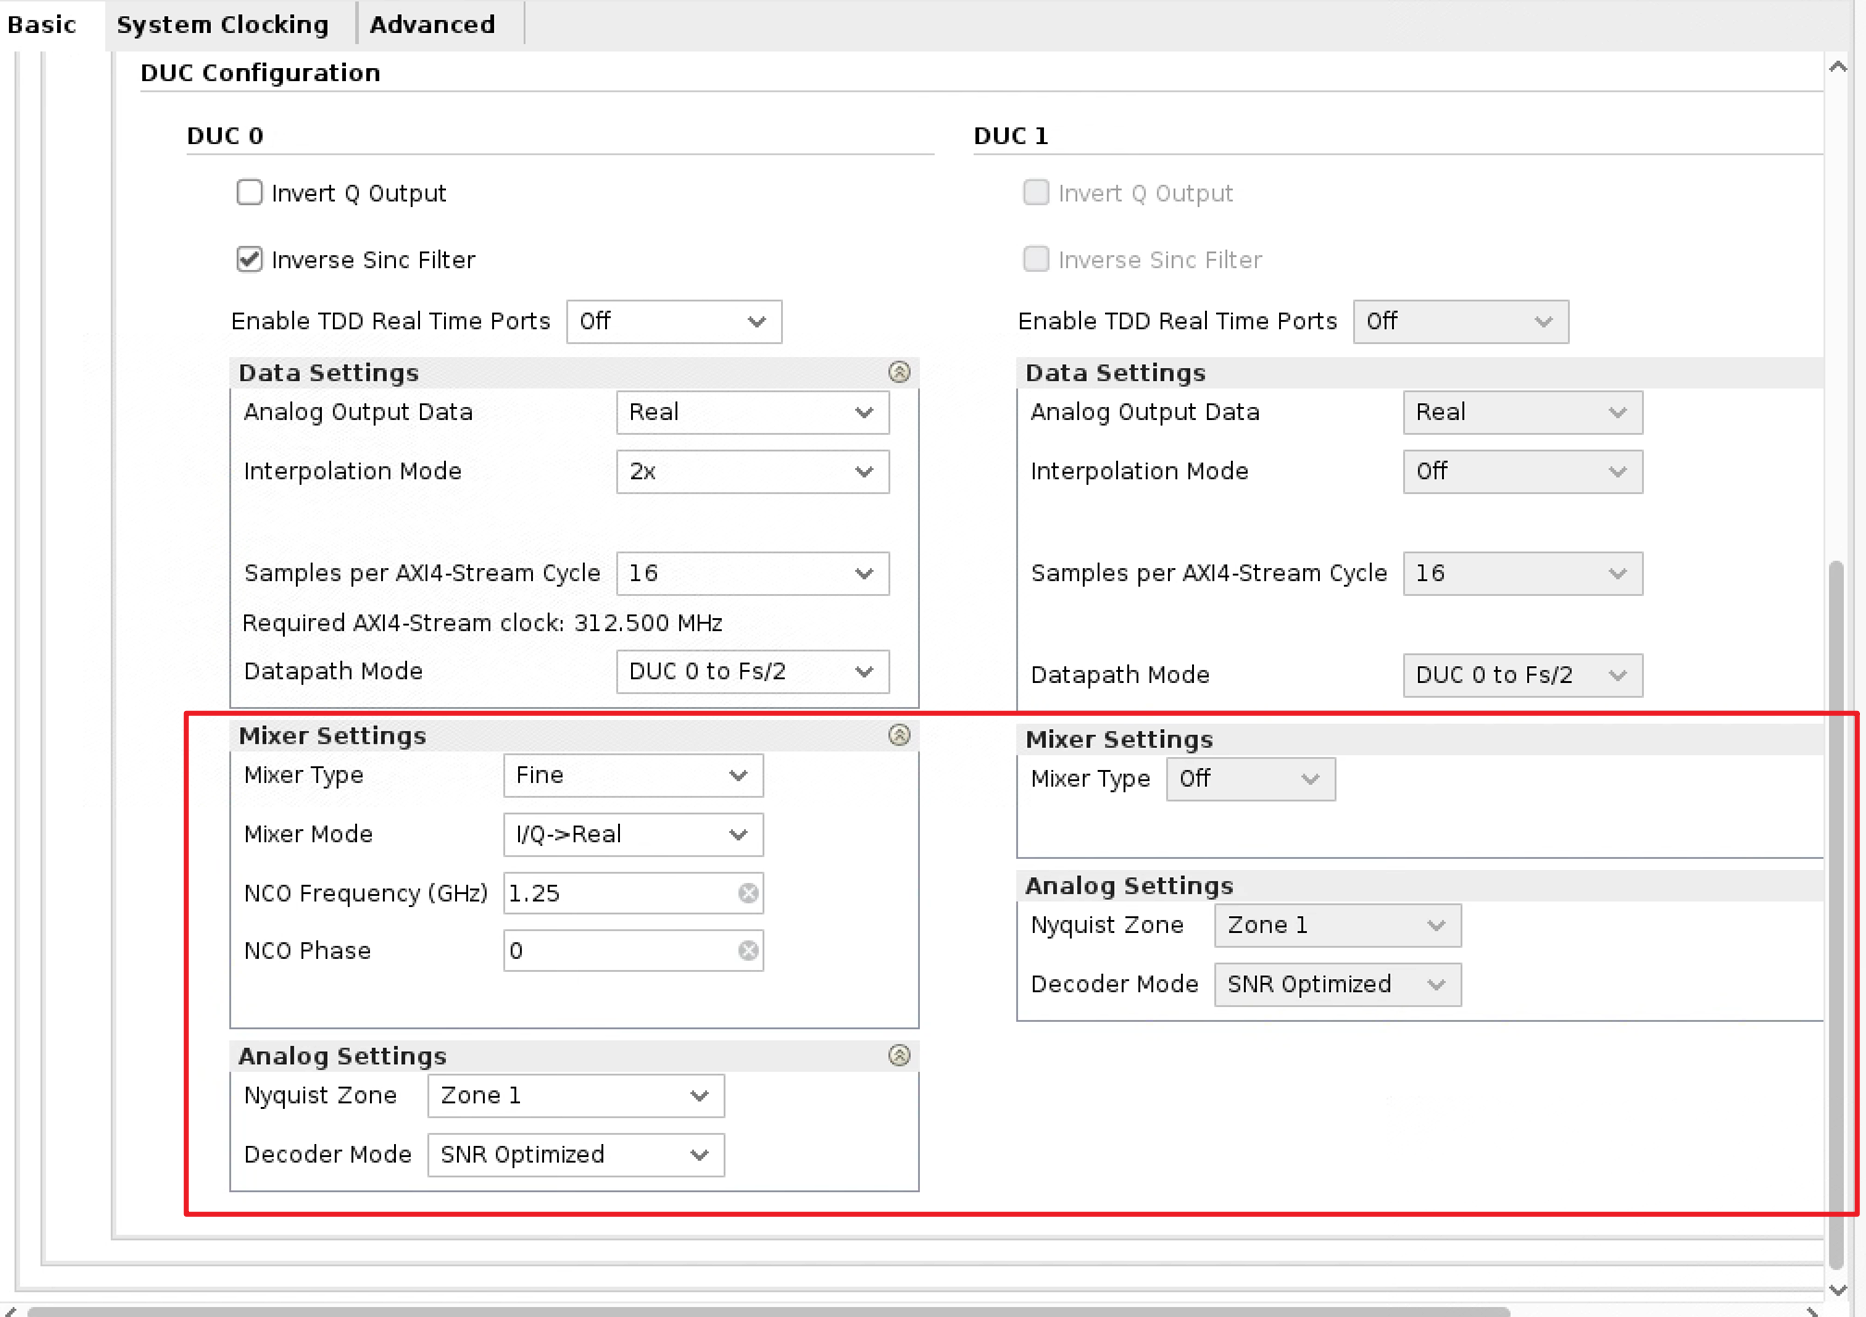 Basic System Clocking Advanced
DUC Configuration
DUC 0
Invert Q Output
Inverse Sinc Filter
Enable TDD Real Time Ports Off
Data Settings
Analog Output Data Real
Interpolation Mode 2x
Samples per AXI4-Stream Cycle 16
Required AXI4-Stream clock: 312.500 MHz
Datapath Mode DUC 0 to Fs/2
Mixer Settings
Mixer Type Fine
Mixer Mode I/Q->Real
NCO Frequency (GHz) 1.25
NCO Phase 0
Analog Settings
Nyquist Zone Zone 1
Decoder Mode SNR Optimized
DUC 1
Invert Q Output
Inverse Sinc Filter
Enable TDD Real Time Ports Off
Data Settings
Analog Output Data Real
Interpolation Mode Off
Samples per AXI4-Stream Cycle 16
Datapath Mode DUC 0 to Fs/2
Mixer Settings
Mixer Type Off
Analog Settings
Nyquist Zone Zone 1
Decoder Mode SNR Optimized